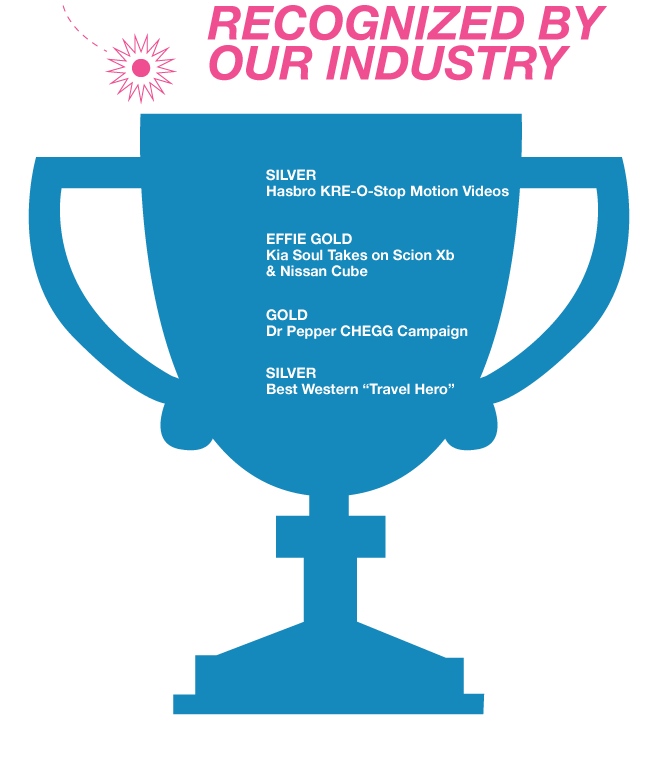 RECOGNIZED BY
OUR INDUSTRY
SILVER
Hasbro KRE-O-Stop Motion Videos
EFFIE GOLD
Kia Soul Takes on Scion Xb
& Nissan Cube
GOLD
Dr Pepper CHEGG Campaign
SILVER
Best Western “Travel Hero”